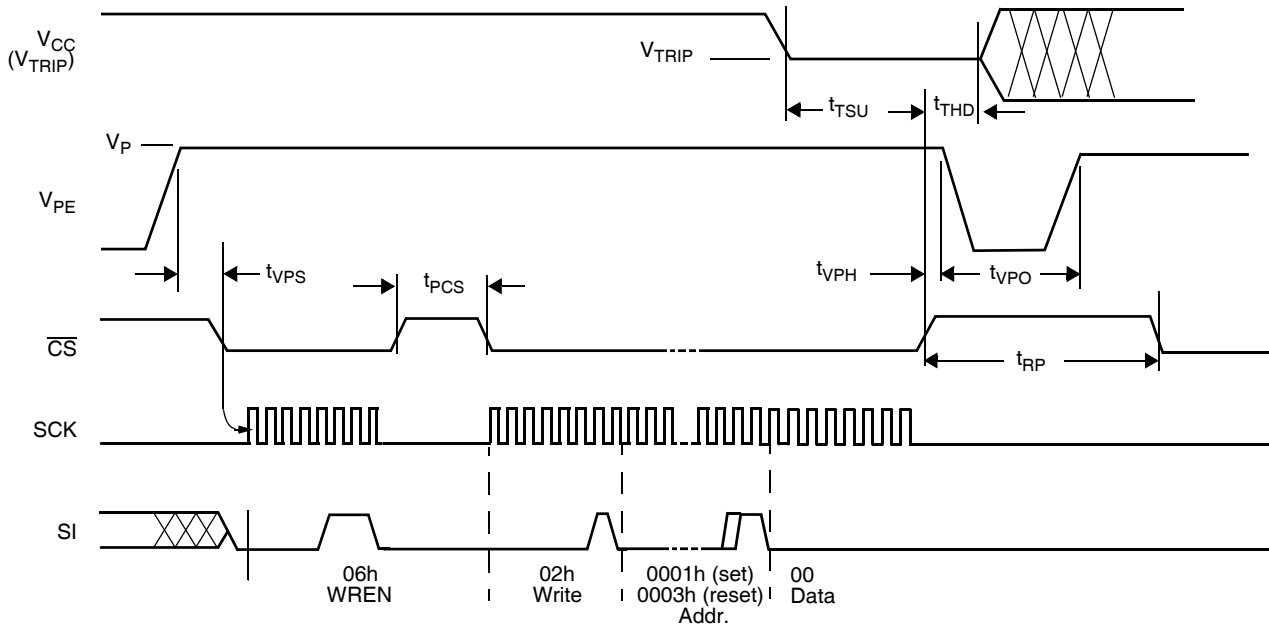 V_CC
(V_TRIP)
V_TRIP
t_TSU
t_THD
V_P
V_PE
t_VPS
t_PCS
t_VPH
t_VPO
CS
t_RP
SCK
SI
06h
WREN
02h
Write
0001h (set)
0003h (reset)
Addr.
00
Data